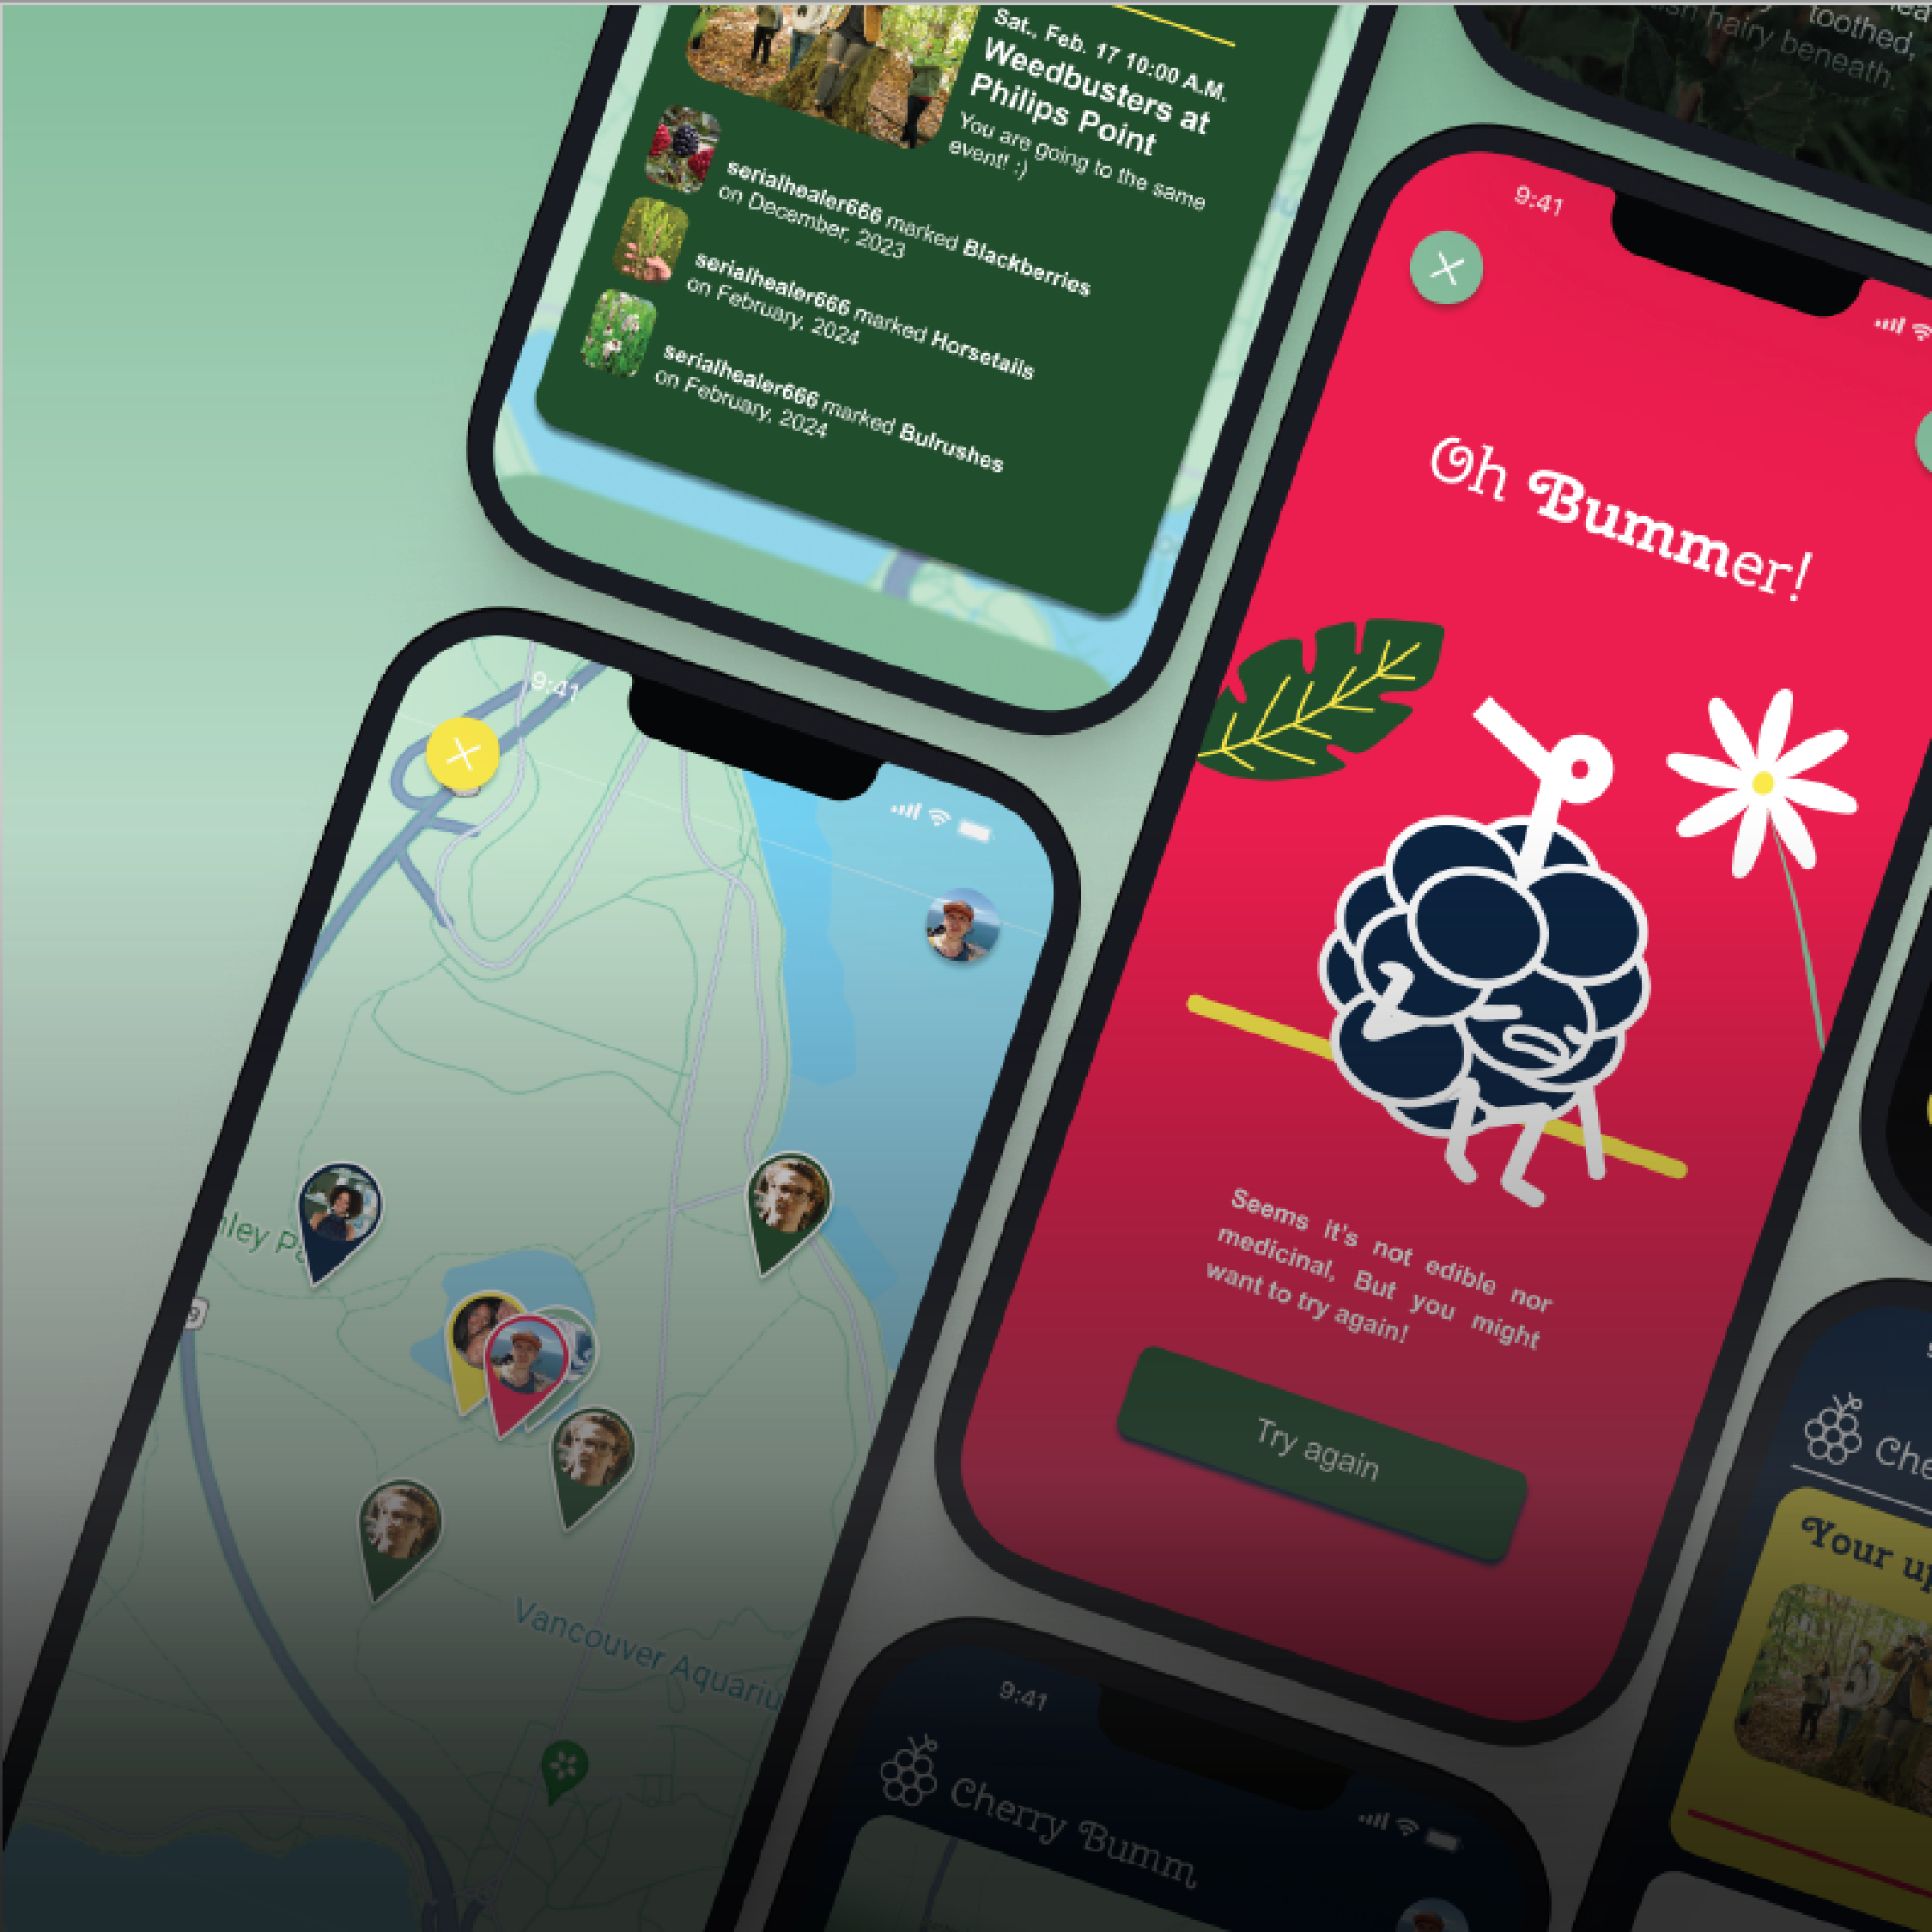 Sat., Feb. 17 10:00 A.M.
Weedbusters at
Philips Point
You are going to the same
event! :)
serialhealer666 marked Blackberries
on December, 2023
serialhealer666 marked Horsetails
on February, 2024
serialhealer666 marked Bulrushes
on February, 2024
toothed,
hairy beneath.
9:41
Oh Bummer!
Seems it's not edible nor
medicinal, But you might
want to try again!
Try again
9:41
Vancouver Aquariu
9:41
Cherry Bumm
Che
Your up